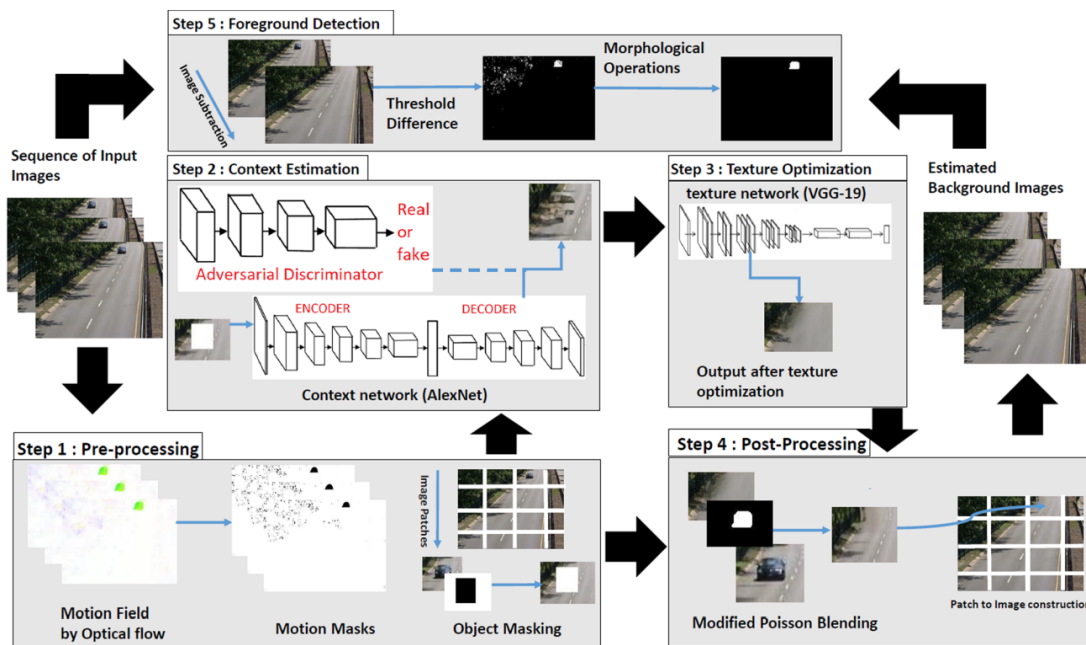 Step 5 : Foreground Detection
Image Subtraction
Threshold
Difference
Morphological
Operations
Sequence of Input
Images
Step 2 : Context Estimation
Real
or
fake
Adversarial Discriminator
ENCODER
DECODER
Context network (AlexNet)
Step 3 : Texture Optimization
texture network (VGG-19)
Output after texture
optimization
Estimated
Background Images
Step 1 : Pre-processing
Motion Field
by Optical flow
Motion Masks
Image Patches
Object Masking
Step 4 : Post-Processing
Modified Poisson Blending
Patch to Image construction